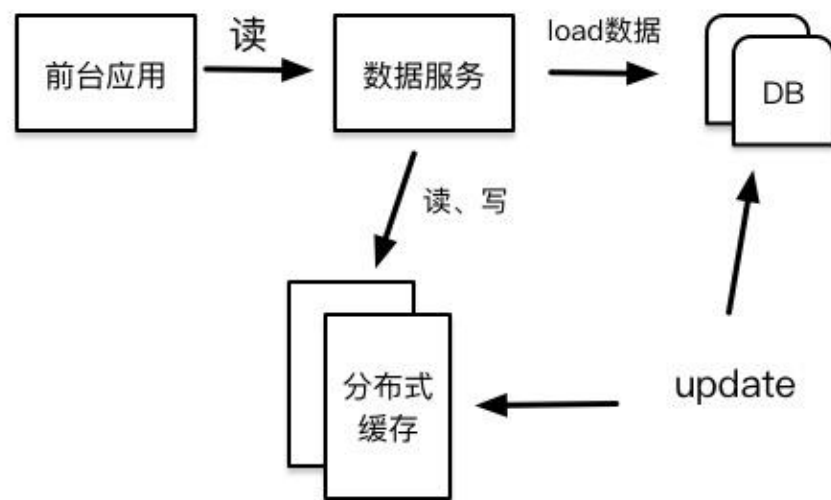 读
load数据
前台应用
数据服务
DB
读、写
分布式
缓存
update